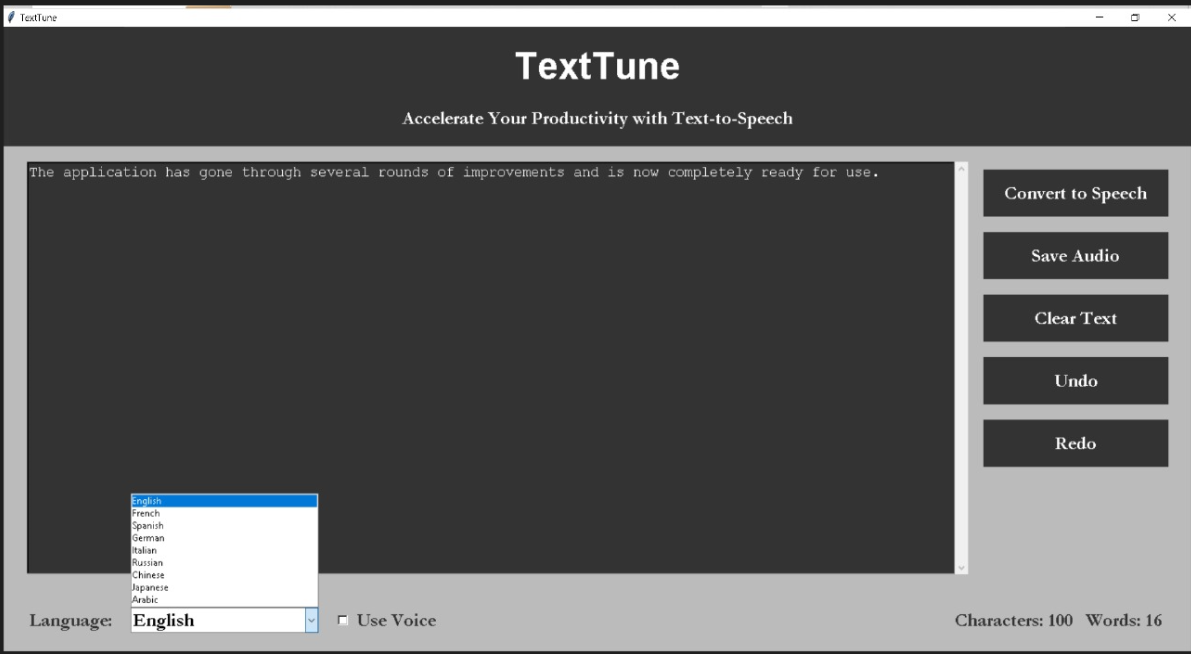 TextTune
TextTune
Accelerate Your Productivity with Text-to-Speech
The application has gone through several rounds of improvements and is now completely ready for use.
Convert to Speech
Save Audio
Clear Text
Undo
Redo
English
French
Spanish
German
Italian
Russian
Chinese
Japanese
Arabic
Language: English Use Voice Characters: 100 Words: 16